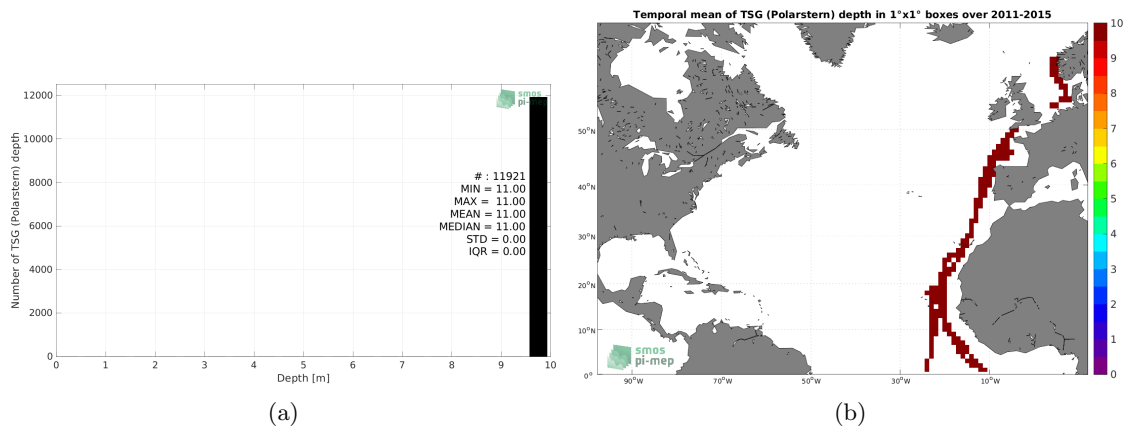 12000
10000
8000
6000
4000
2000
0
Number of TSG (Polarstern) depth
smos
pi-mep
# : 11921
MIN = 11.00
MAX = 11.00
MEAN = 11.00
MEDIAN = 11.00
STD = 0.00
IQR = 0.00
0 1 2 3 4 5 6 7 8 9 10
Depth [m]
(a)
Temporal mean of TSG (Polarstern) depth in 1°x1° boxes over 2011-2015
50°N
40°N
30°N
20°N
10°N
0°
90°W 70°W 50°W 30°W 10°W
smos
pi-mep
10
9
8
7
6
5
4
3
2
1
0
(b)